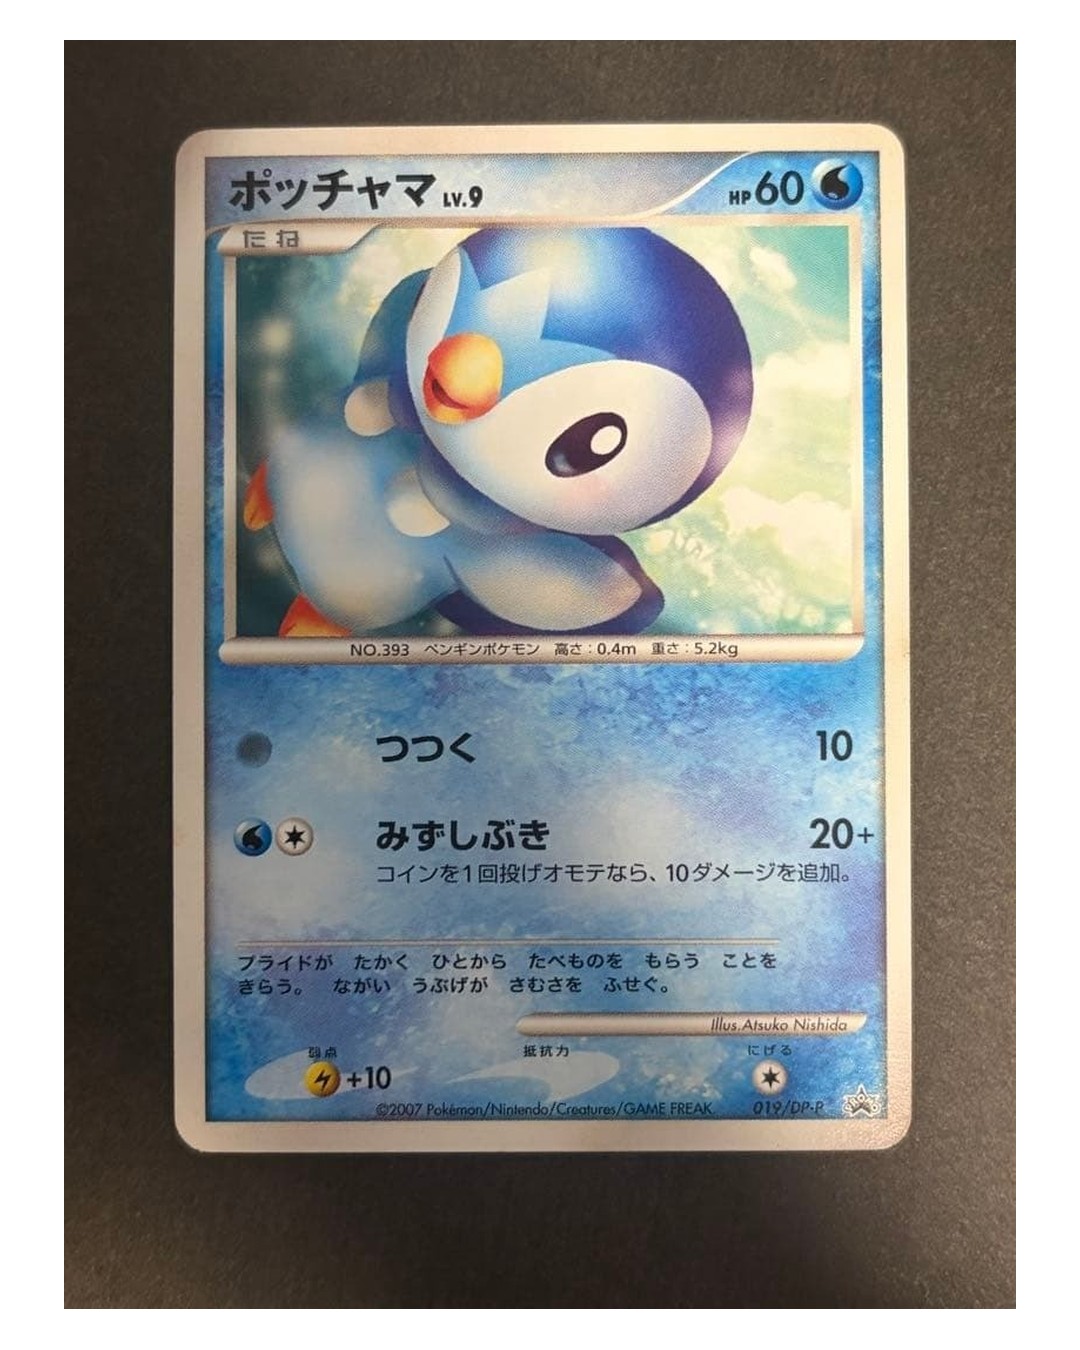 ポッチャマ LV.9 HP 60
たね
NO.393 ペンギンポケモン 高さ:0.4m 重さ:5.2kg
つつく 10
みずしぶき 20+
コインを1回投げオモテなら、10ダメージを追加。
プライドが たかく ひとから たべものを もらう ことを
きらう。 ながい うぶげが さむさを ふせぐ。
Illus.Atsuko Nishida
弱点 抵抗力 にげる
+10
©2007 Pokémon/Nintendo/Creatures/GAME FREAK. 019/DP-P